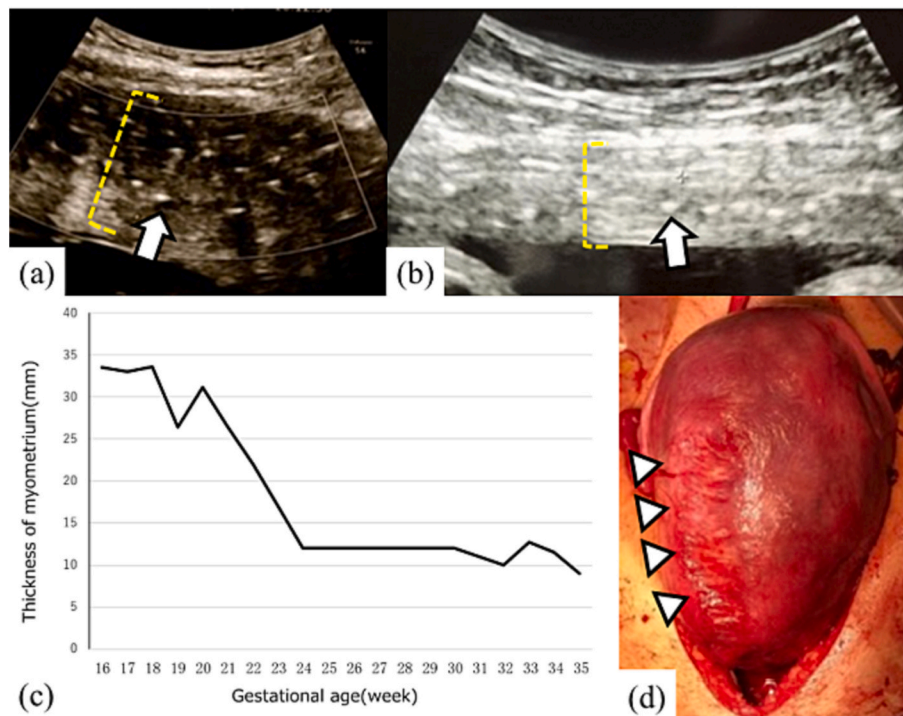 (a)
(b)
Thickness of myometrium(mm)
40
35
30
25
20
15
10
5
0
16 17 18 19 20 21 22 23 24 25 26 27 28 29 30 31 32 33 34 35
Gestational age(week)
(c)
(d)